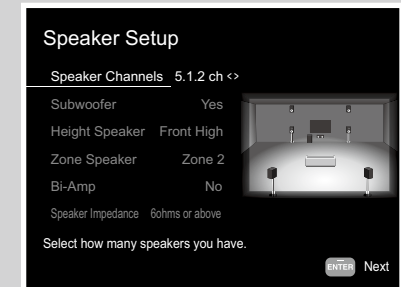 Speaker Setup
Speaker Channels 5.1.2 ch <>
Subwoofer Yes
Height Speaker Front High
Zone Speaker Zone 2
Bi-Amp No
Speaker Impedance 6ohms or above
Select how many speakers you have.
ENTER Next